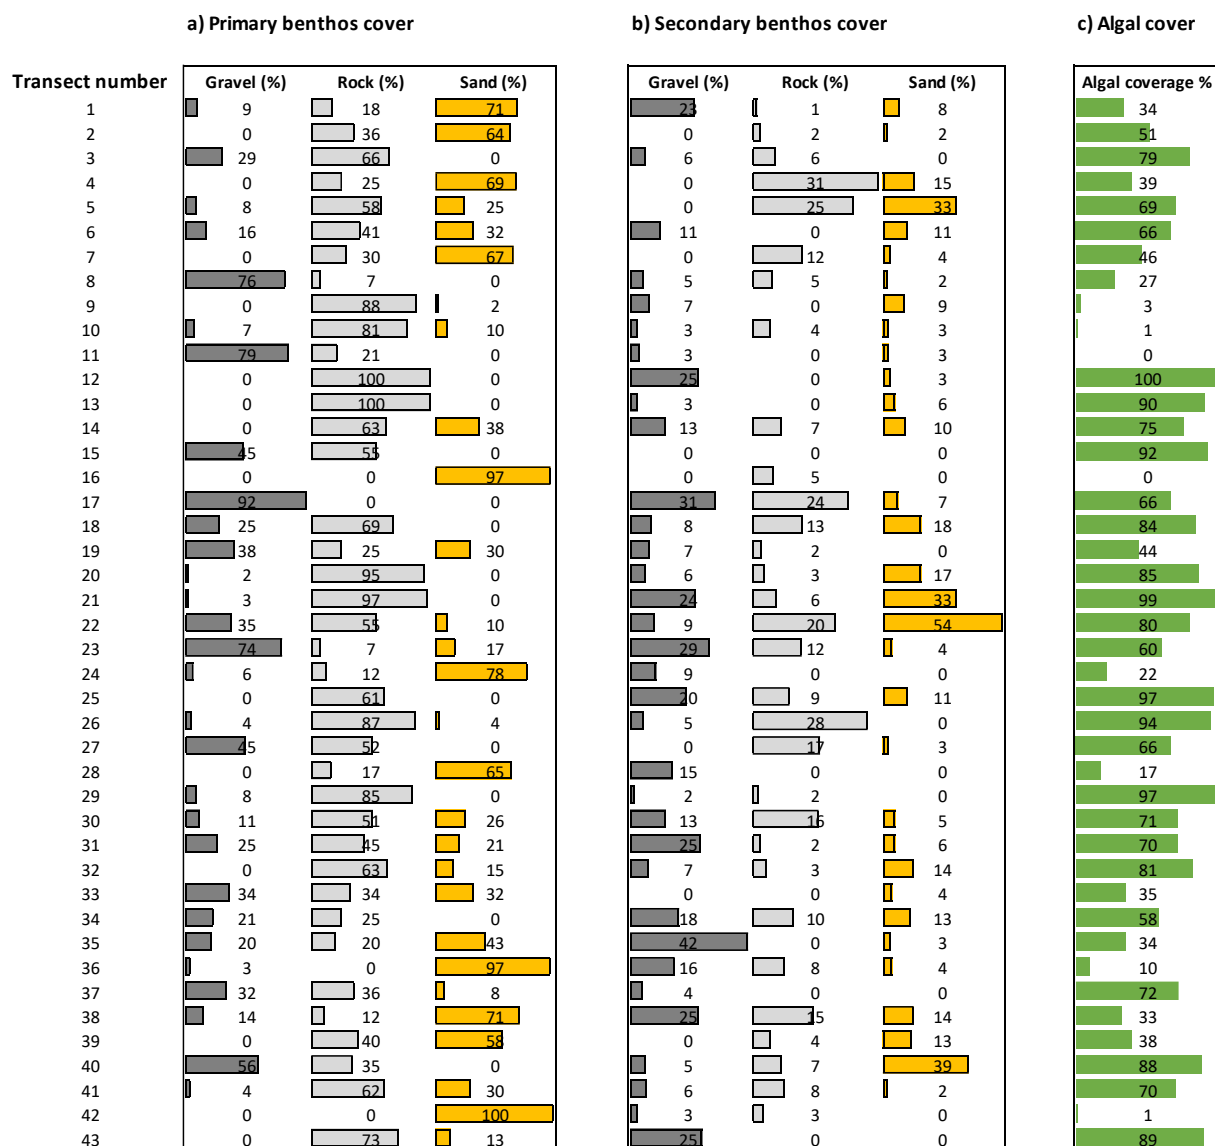 a) Primary benthos cover b) Secondary benthos cover c) Algal cover
Transect number Gravel (%) Rock (%) Sand (%) Gravel (%) Rock (%) Sand (%) Algal coverage %
1 9 18 71 23 1 8 34
2 0 36 64 0 2 2 51
3 29 66 0 6 6 0 79
4 0 25 69 0 31 15 39
5 8 58 25 0 25 33 69
6 16 41 32 11 0 11 66
7 0 30 67 0 12 4 46
8 76 7 0 5 5 2 27
9 0 88 2 7 0 9 3
10 7 81 10 3 4 3 1
11 79 21 0 3 0 3 0
12 0 100 0 25 0 3 100
13 0 100 0 3 0 6 90
14 0 63 38 13 7 10 75
15 45 55 0 0 0 0 92
16 0 0 97 0 5 0 0
17 92 0 0 31 24 7 66
18 25 69 0 8 13 18 84
19 38 25 30 7 2 0 44
20 2 95 0 6 3 17 85
21 3 97 0 24 6 33 99
22 35 55 10 9 20 54 80
23 74 7 17 29 12 4 60
24 6 12 78 9 0 0 22
25 0 61 0 20 9 11 97
26 4 87 4 5 28 0 94
27 45 52 0 0 17 3 66
28 0 17 65 15 0 0 17
29 8 85 0 2 2 0 97
30 11 51 26 13 16 5 71
31 25 45 21 25 2 6 70
32 0 63 15 7 3 14 81
33 34 34 32 0 0 4 35
34 21 25 0 18 10 13 58
35 20 20 43 42 0 3 34
36 3 0 97 16 8 4 10
37 32 36 8 4 0 0 72
38 14 12 71 25 15 14 33
39 0 40 58 0 4 13 38
40 56 35 0 5 7 39 88
41 4 62 30 6 8 2 70
42 0 0 100 3 3 0 1
43 0 73 13 25 0 0 89